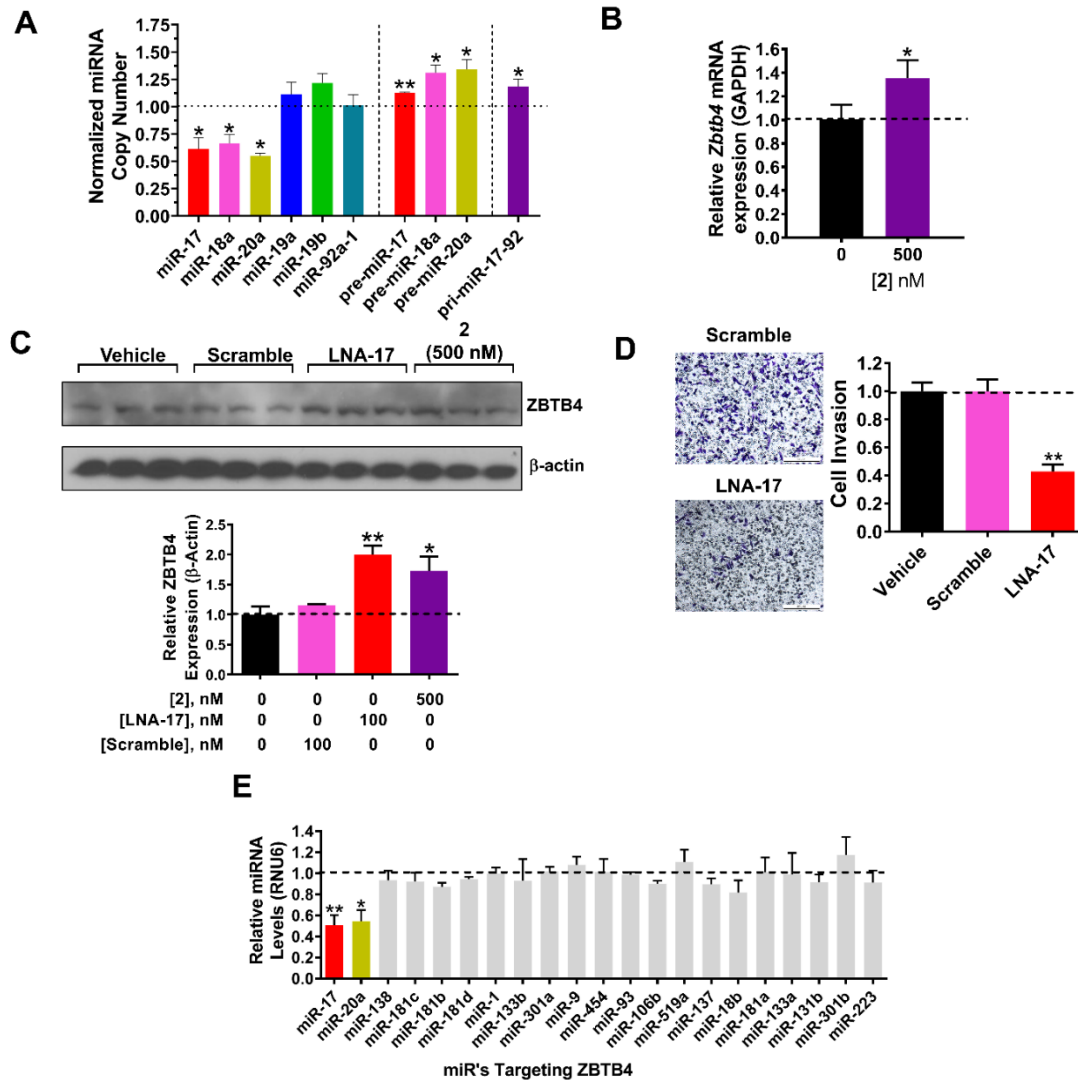 A
Normalized miRNA
Copy Number
1.75
1.50
1.25
1.00
0.75
0.50
0.25
0.00
* * * ** * * *
miR-17
miR-18a
miR-20a
miR-19a
miR-19b
miR-92a-1
pre-miR-17
pre-miR-18a
pre-miR-20a
pri-miR-17-92
B
Relative Zbtb4 mRNA
expression (GAPDH)
1.6
1.4
1.2
1.0
0.8
0.6
0.4
0.2
0.0
*
0 500
[2] nM
C
Vehicle Scramble LNA-17 2
(500 nM)
ZBTB4
β-actin
Relative ZBTB4
Expression (β-Actin)
2.5
2.0
1.5
1.0
0.5
0.0
** *
[2], nM 0 0 0 500
[LNA-17], nM 0 0 100 0
[Scramble], nM 0 100 0 0
D
Scramble
LNA-17
Cell Invasion
1.2
1.0
0.8
0.6
0.4
0.2
0.0
**
Vehicle
Scramble
LNA-17
E
Relative miRNA
Levels (RNU6)
1.4
1.2
1.0
0.8
0.6
0.4
0.2
0.0
** *
miR-17
miR-20a
miR-138
miR-181c
miR-181b
miR-181d
miR-1
miR-133b
miR-301a
miR-9
miR-454
miR-93
miR-106b
miR-519a
miR-137
miR-18b
miR-181a
miR-133a
miR-131b
miR-301b
miR-223
miR's Targeting ZBTB4